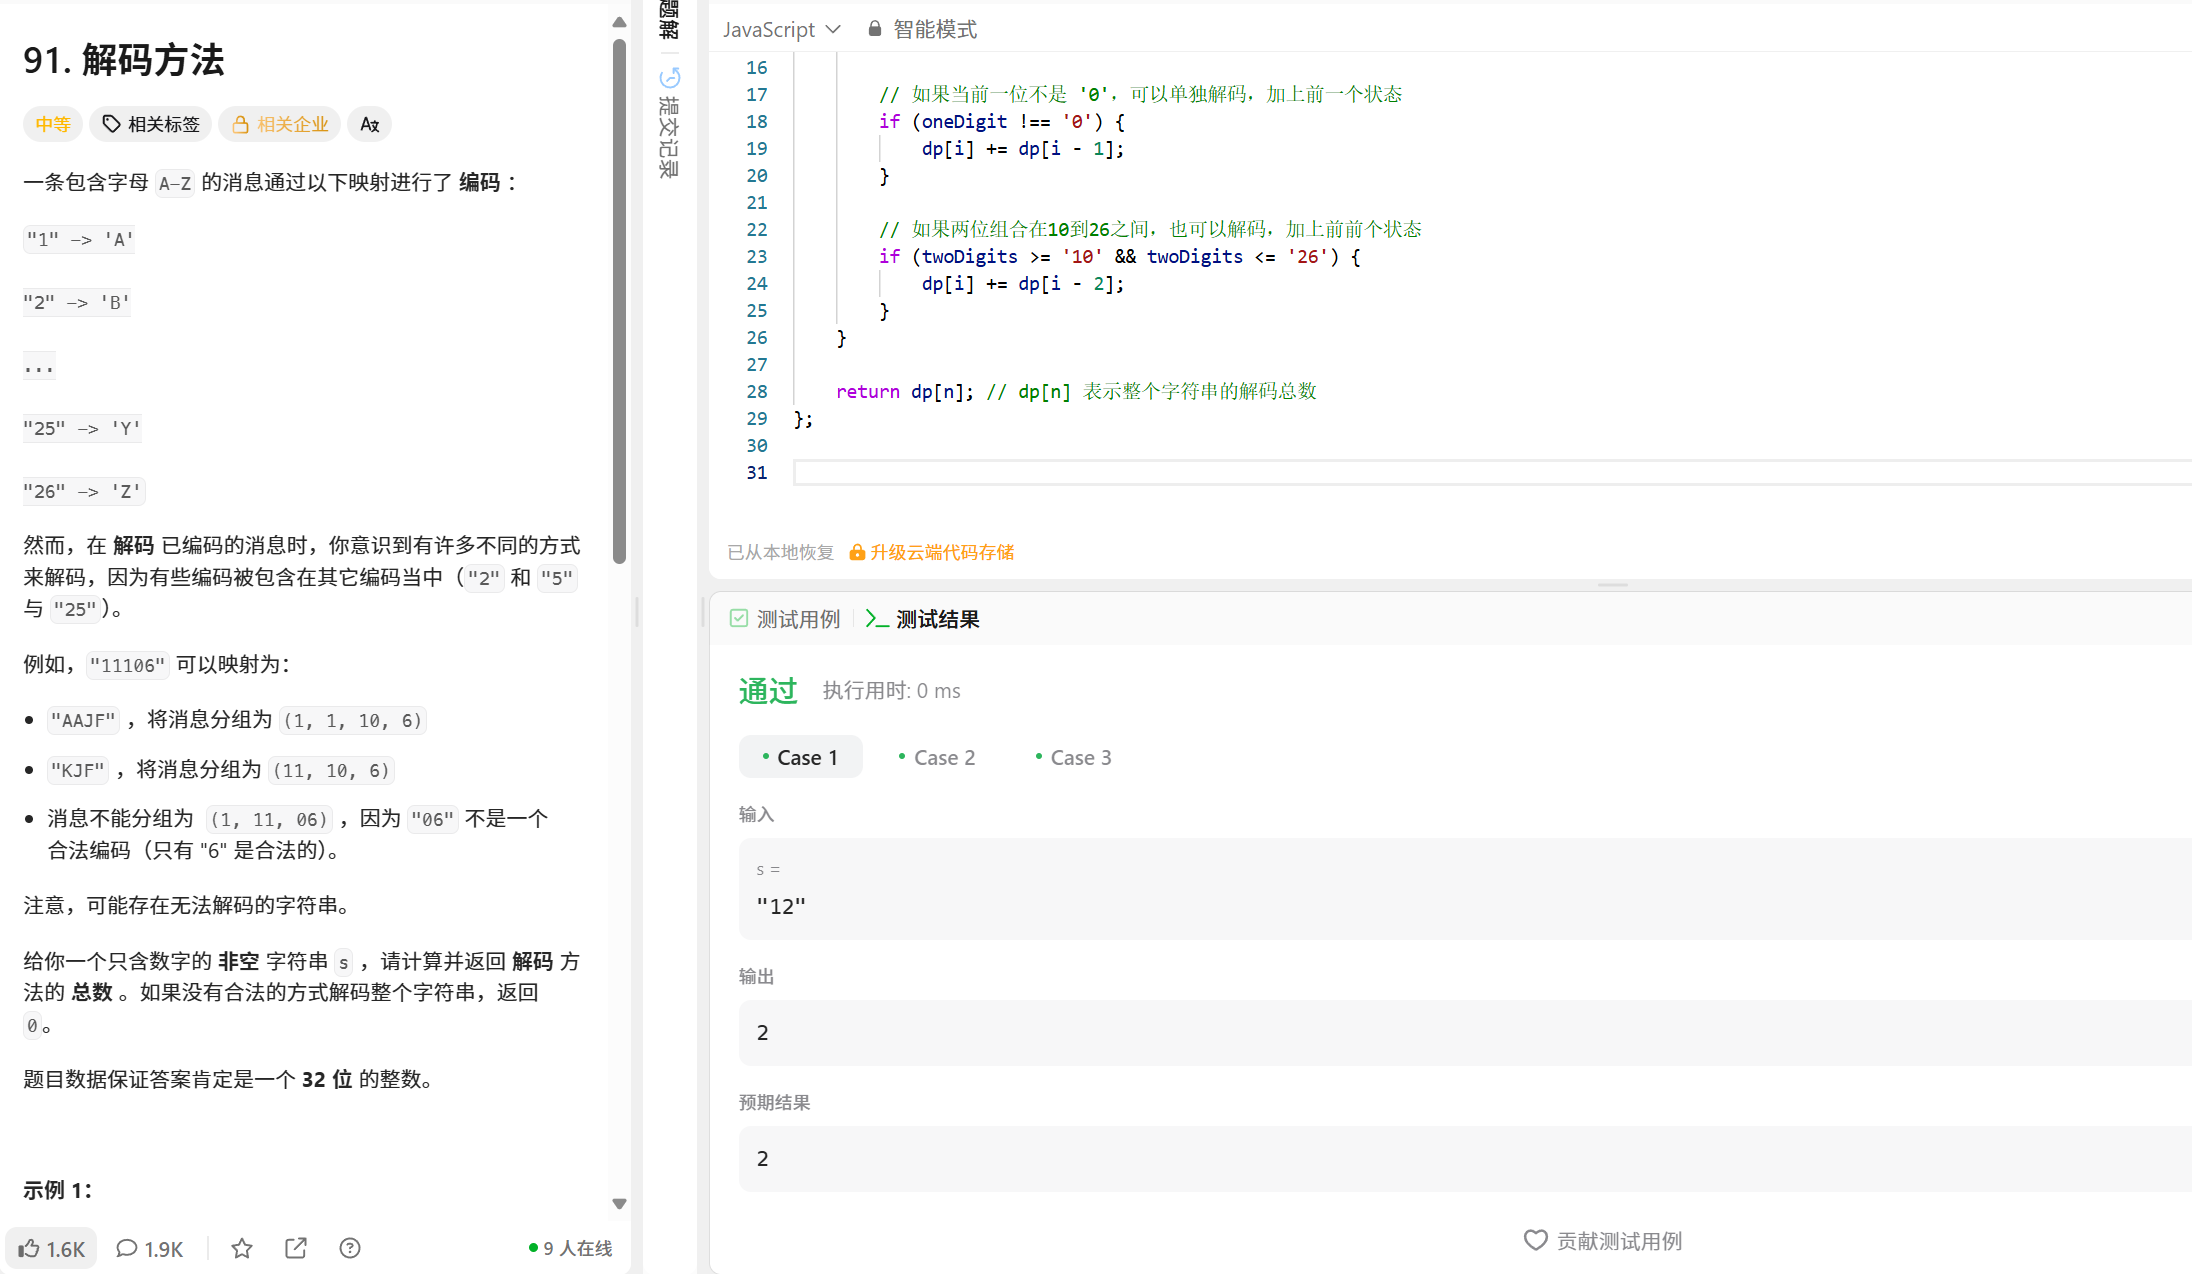 91. 解码方法
中等
相关标签
相关企业
一条包含字母 A-Z 的消息通过以下映射进行了 编码 ：
"1" -> 'A'
"2" -> 'B'
...
"25" -> 'Y'
"26" -> 'Z'
然而，在 解码 已编码的消息时，你意识到有许多不同的方式
来解码，因为有些编码被包含在其它编码当中（"2" 和 "5"
与 "25"）。
例如，"11106" 可以映射为：
"AAJF" ，将消息分组为 (1, 1, 10, 6)
"KJF" ，将消息分组为 (11, 10, 6)
消息不能分组为 (1, 11, 06) ，因为 "06" 不是一个
合法编码（只有 "6" 是合法的）。
注意，可能存在无法解码的字符串。
给你一个只含数字的 非空 字符串 s ，请计算并返回 解码 方
法的 总数 。如果没有合法的方式解码整个字符串，返回
0。
题目数据保证答案肯定是一个 32 位 的整数。
示例 1：
1.6K
1.9K
9 人在线
题解
提交记录
JavaScript
智能模式
16
17 // 如果当前一位不是 '0'，可以单独解码，加上前一个状态
18 if (oneDigit !== '0') {
19 dp[i] += dp[i - 1];
20 }
21
22 // 如果两位组合在10到26之间，也可以解码，加上前前个状态
23 if (twoDigits >= '10' && twoDigits <= '26') {
24 dp[i] += dp[i - 2];
25 }
26 }
27
28 return dp[n]; // dp[n] 表示整个字符串的解码总数
29 };
30
31
已从本地恢复
升级云端代码存储
测试用例
测试结果
通过
执行用时: 0 ms
Case 1
Case 2
Case 3
输入
s =
"12"
输出
2
预期结果
2
贡献测试用例